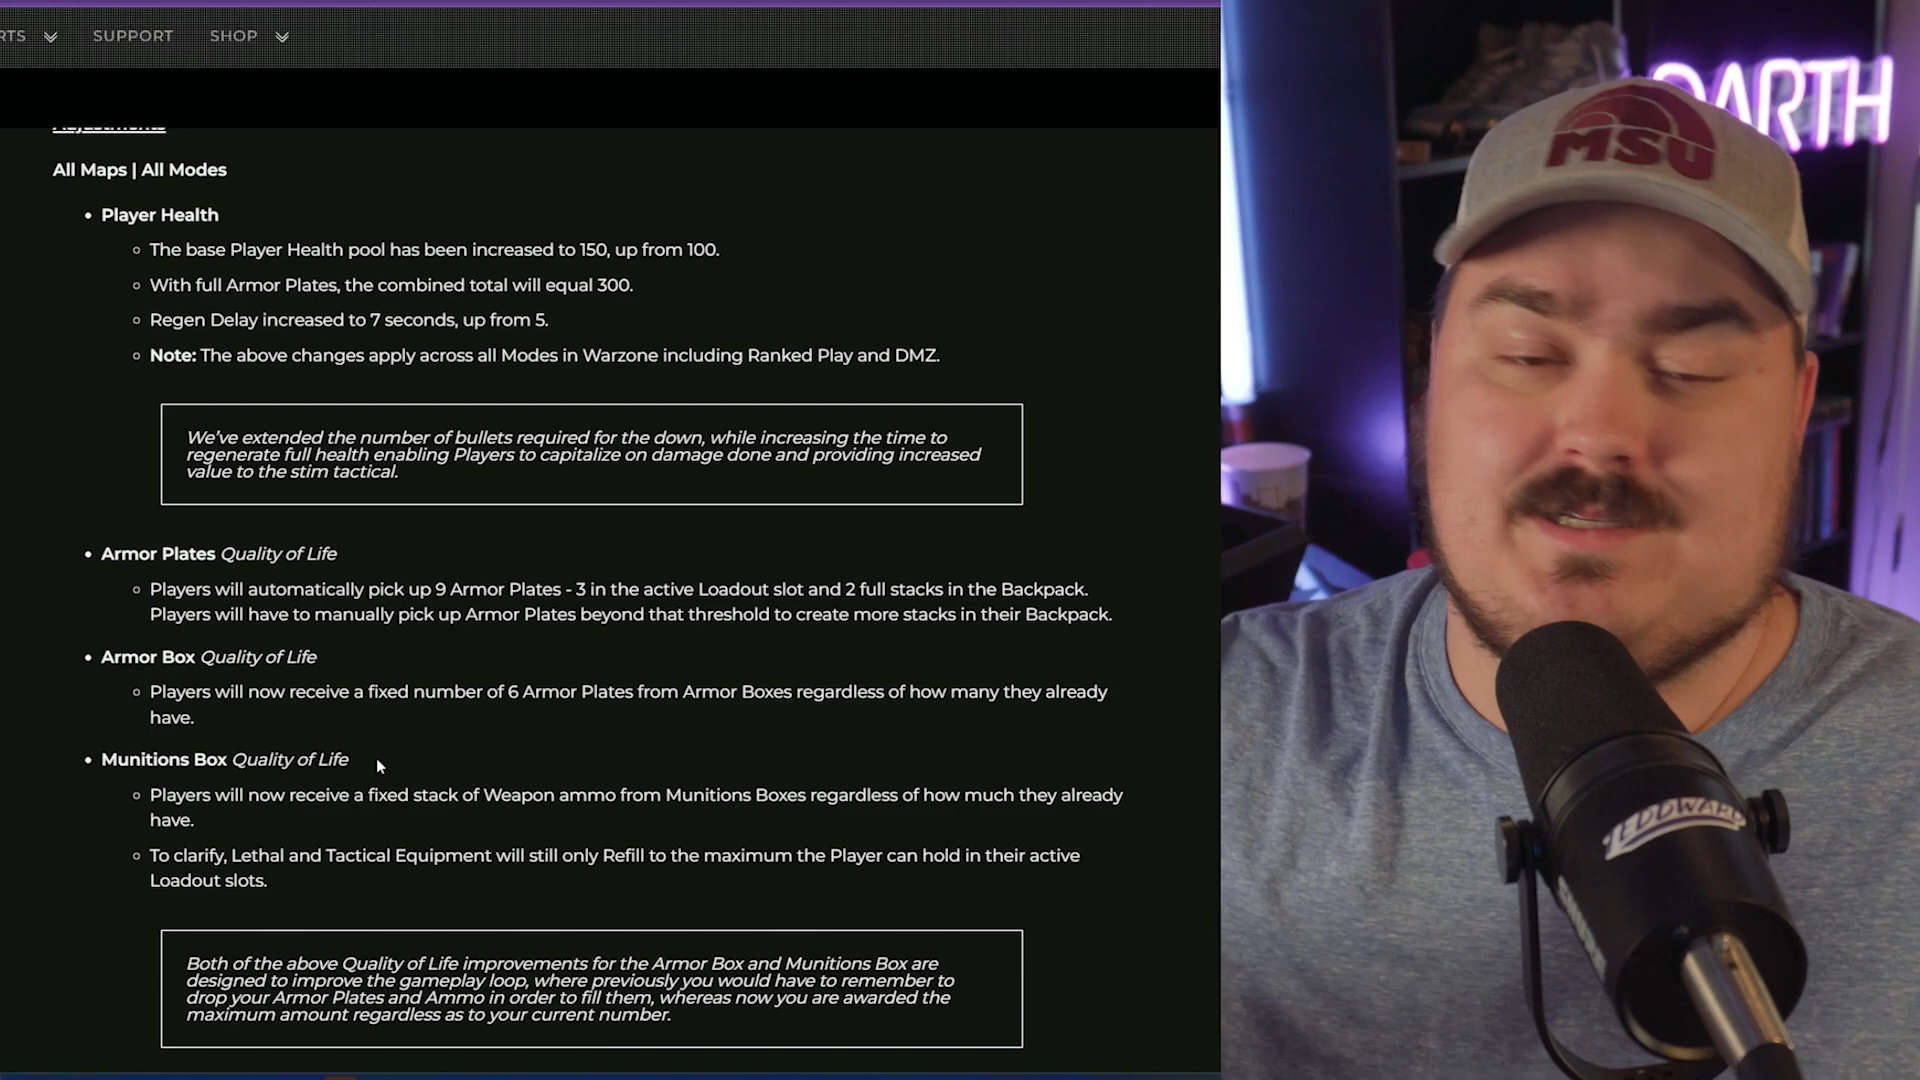 RTS
SUPPORT
SHOP
Adjustments
All Maps | All Modes
• Player Health
The base Player Health pool has been increased to 150, up from 100.
With full Armor Plates, the combined total will equal 300.
Regen Delay increased to 7 seconds, up from 5.
Note: The above changes apply across all Modes in Warzone including Ranked Play and DMZ.
We've extended the number of bullets required for the down, while increasing the time to
regenerate full health enabling Players to capitalize on damage done and providing increased
value to the stim tactical.
• Armor Plates Quality of Life
Players will automatically pick up 9 Armor Plates - 3 in the active Loadout slot and 2 full stacks in the Backpack.
Players will have to manually pick up Armor Plates beyond that threshold to create more stacks in their Backpack.
• Armor Box Quality of Life
Players will now receive a fixed number of 6 Armor Plates from Armor Boxes regardless of how many they already
have.
• Munitions Box Quality of Life
Players will now receive a fixed stack of Weapon ammo from Munitions Boxes regardless of how much they already
have.
To clarify, Lethal and Tactical Equipment will still only Refill to the maximum the Player can hold in their active
Loadout slots.
Both of the above Quality of Life improvements for the Armor Box and Munitions Box are
designed to improve the gameplay loop, where previously you would have to remember to
drop your Armor Plates and Ammo in order to fill them, whereas now you are awarded the
maximum amount regardless as to your current number.
MSU
DARTH